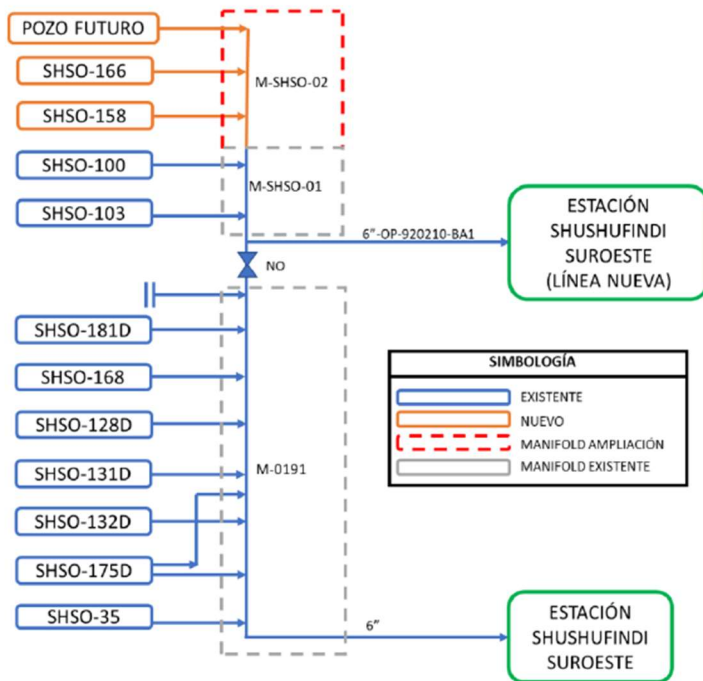 POZO FUTURO
SHSO-166
M-SHSO-02
SHSO-158
SHSO-100
M-SHSO-01
SHSO-103
6"-OP-920210-BA1
ESTACIÓN
SHUSHUFINDI
SUROESTE
(LÍNEA NUEVA)
NO
SHSO-181D
SHSO-168
SHSO-128D
SHSO-131D
M-0191
SHSO-132D
SHSO-175D
SHSO-35
6"
SIMBOLOGÍA
EXISTENTE
NUEVO
MANIFOLD AMPLIACIÓN
MANIFOLD EXISTENTE
ESTACIÓN
SHUSHUFINDI
SUROESTE